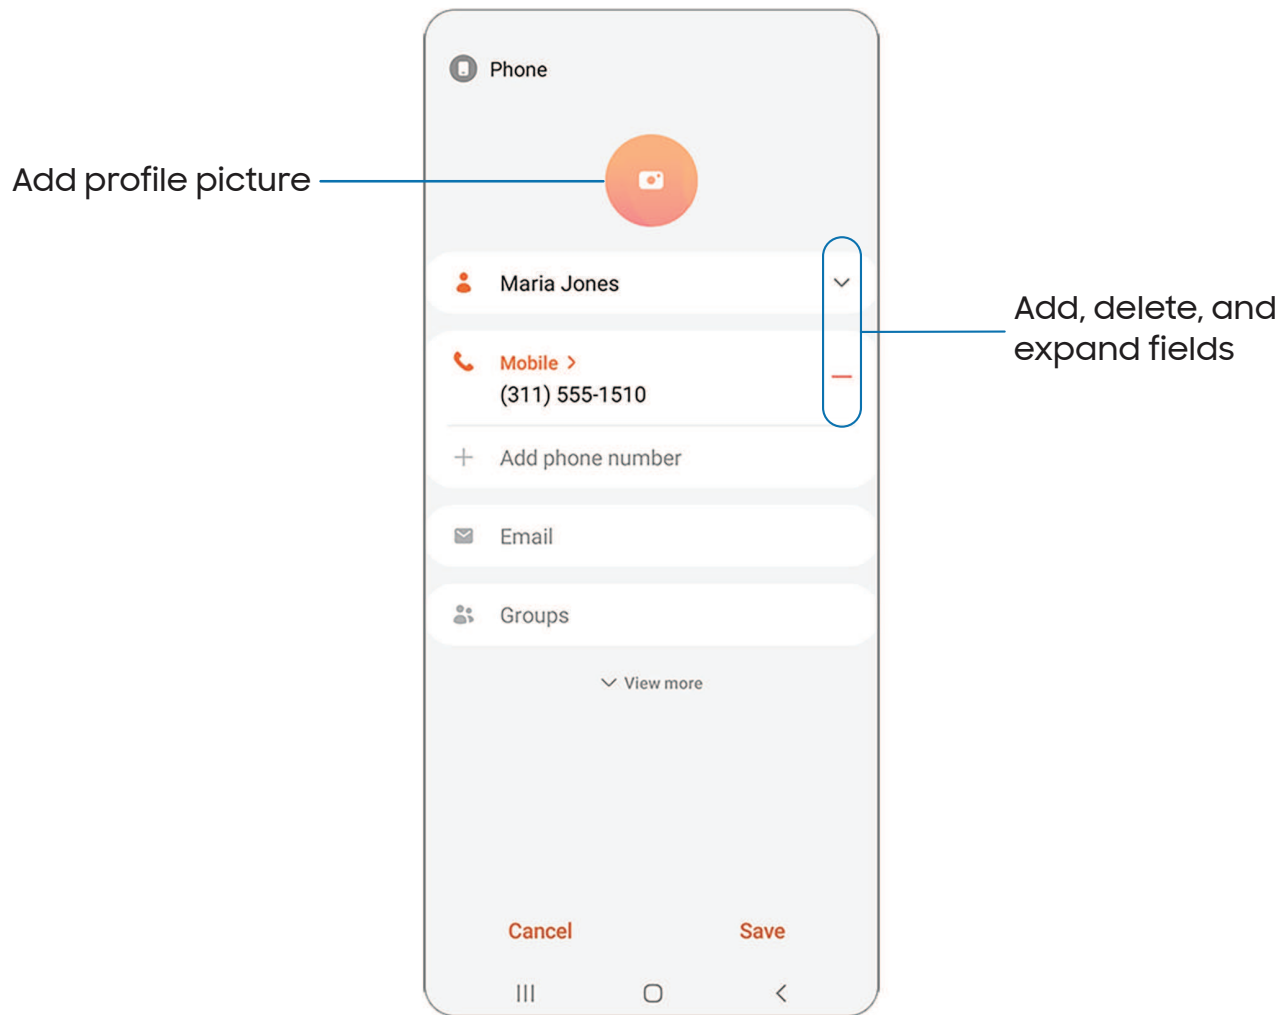 Phone
Add profile picture
Maria Jones
Add, delete, and
expand fields
Mobile >
(311) 555-1510
Add phone number
Email
Groups
View more
Cancel
Save